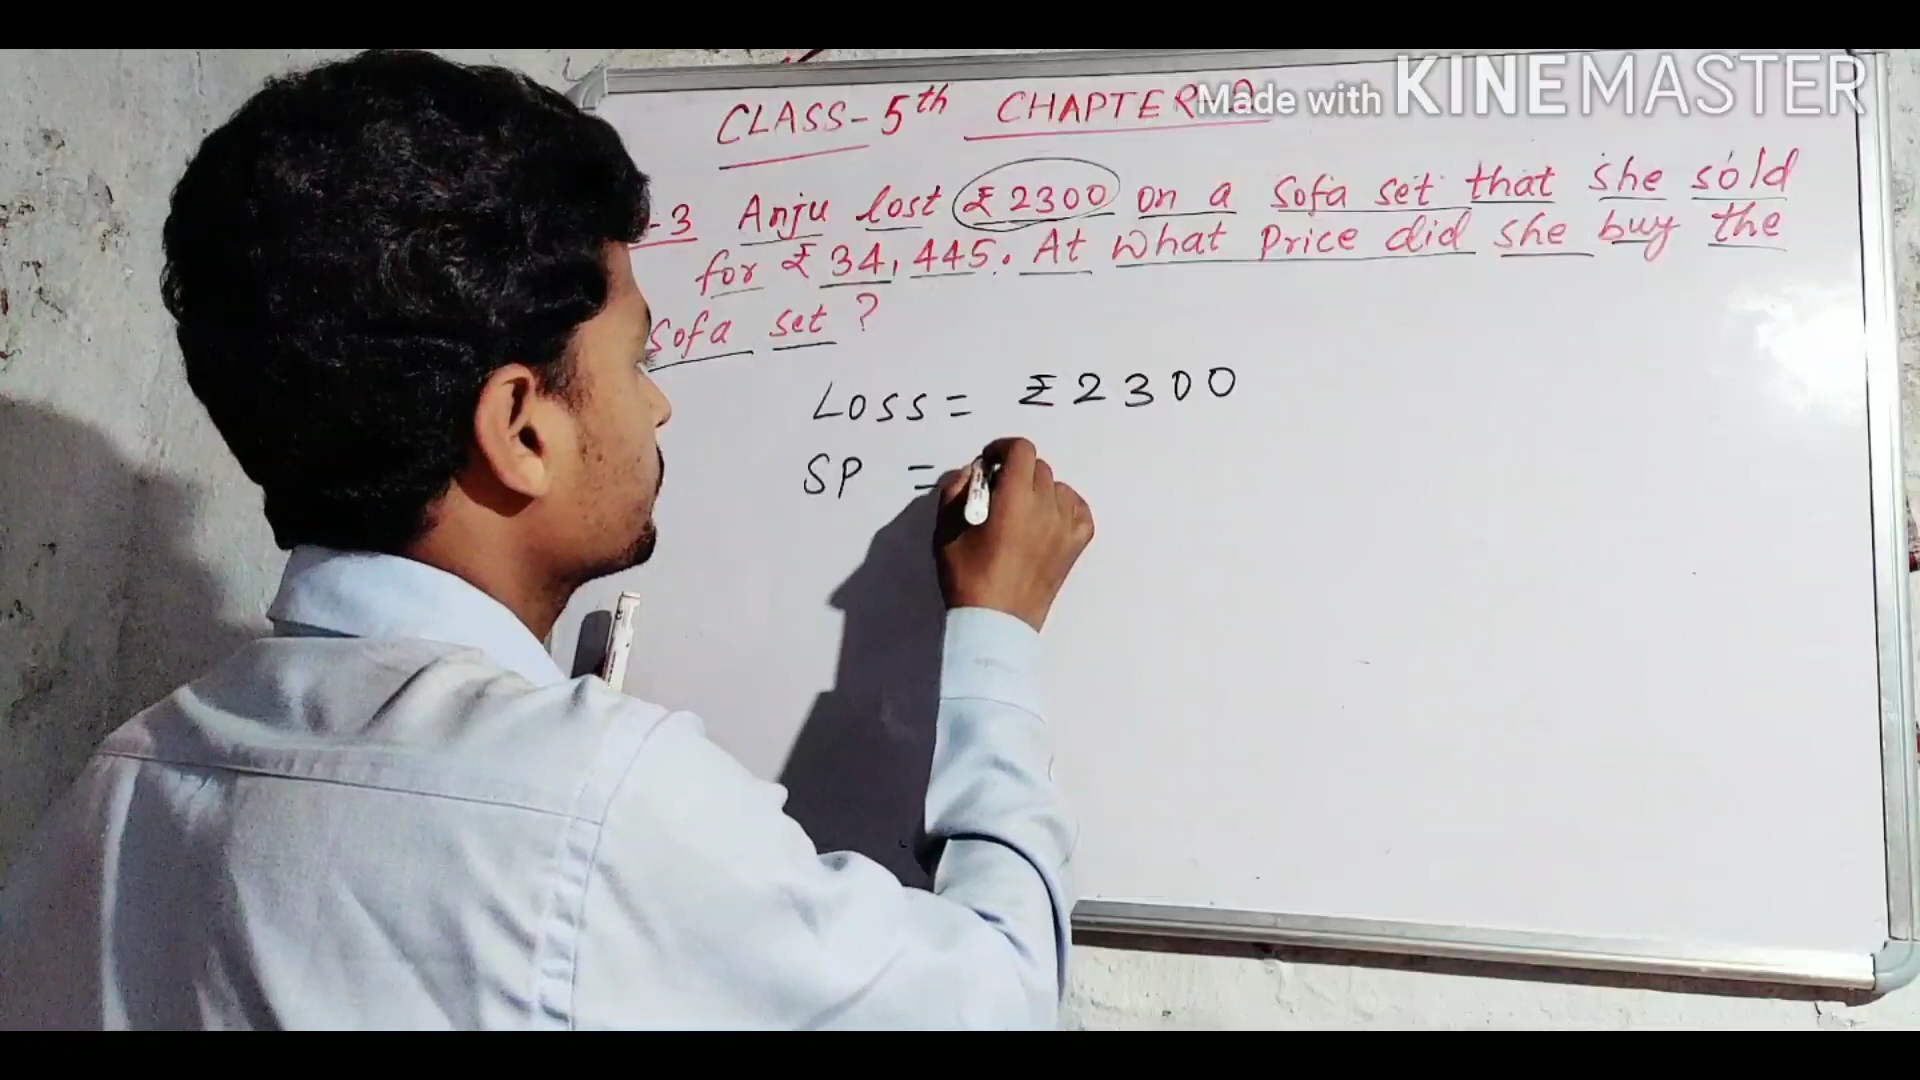 Made with KINEMASTER
CLASS-5th CHAPTER-
-3 Anju lost ₹2300 on a Sofa set that she sold
for ₹34,445. At what Price did she buy the
Sofa set?
LOSS = ₹2300
SP =